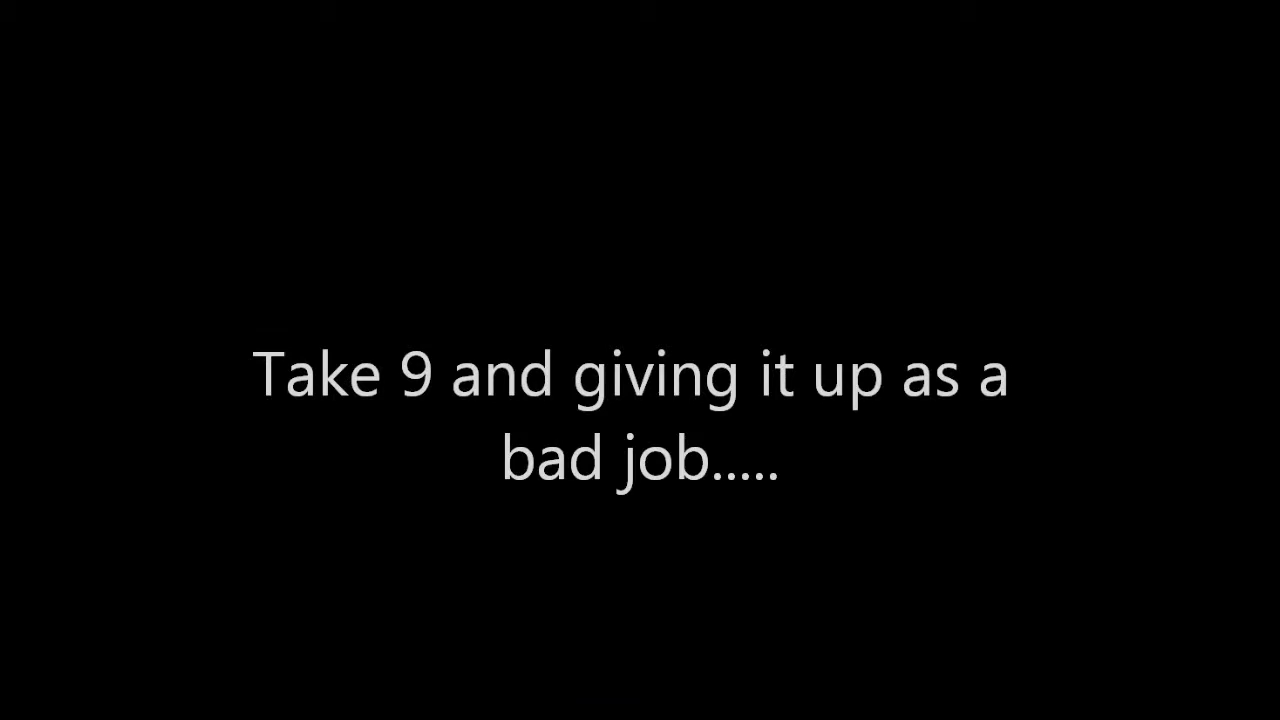 Take 9 and giving it up as a
bad job.....